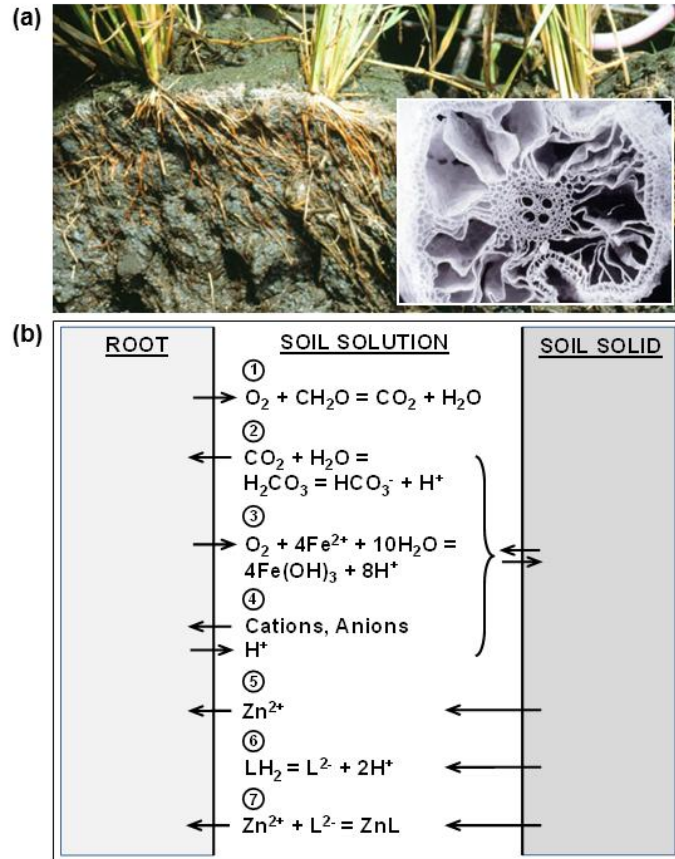 (a)
(b)
ROOT
SOIL SOLUTION
SOIL SOLID
①
O₂ + CH₂O = CO₂ + H₂O
②
CO₂ + H₂O =
H₂CO₃ = HCO₃⁻ + H⁺
③
O₂ + 4Fe²⁺ + 10H₂O =
4Fe(OH)₃ + 8H⁺
④
Cations, Anions
H⁺
⑤
Zn²⁺
⑥
LH₂ = L²⁻ + 2H⁺
⑦
Zn²⁺ + L²⁻ = ZnL